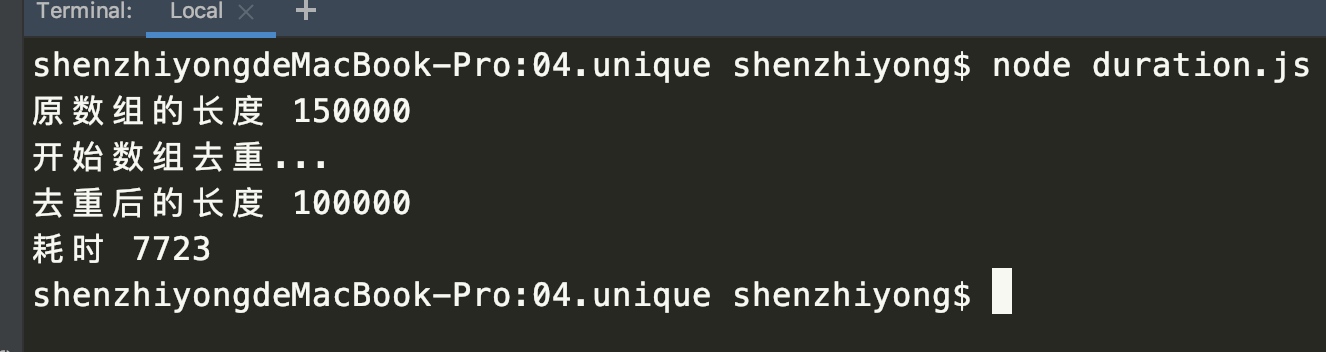 Terminal: Local × +
shenzhiyongdeMacBook-Pro:04.unique shenzhiyong$ node duration.js
原数组的长度 150000
开始数组去重...
去重后的长度 100000
耗时 7723
shenzhiyongdeMacBook-Pro:04.unique shenzhiyong$